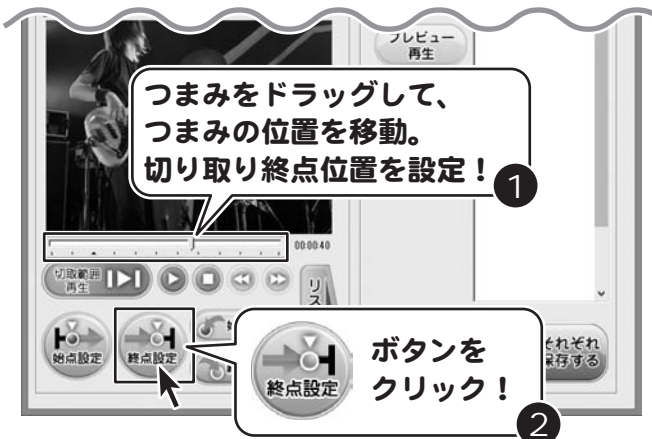 プレビュー
再生
つまみをドラッグして、
つまみの位置を移動。
切り取り終点位置を設定！
1
00:00:40
切取範囲
再生
リス
始点設定
終点設定
終点設定
ボタンを
クリック！
2
それぞれ
保存する